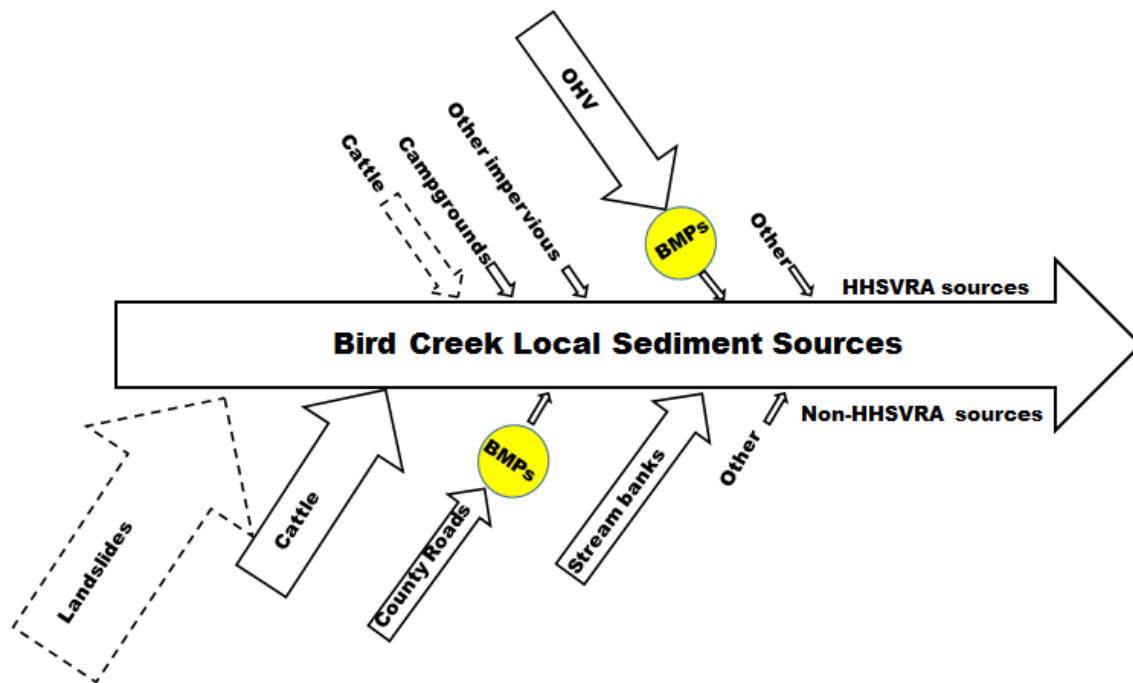 OHV
Cattle
Campgrounds
Other impervious
BMPs
Other
HHSVRA sources
Bird Creek Local Sediment Sources
Non-HHSVRA sources
Landslides
Cattle
County Roads
BMPs
Stream banks
Other